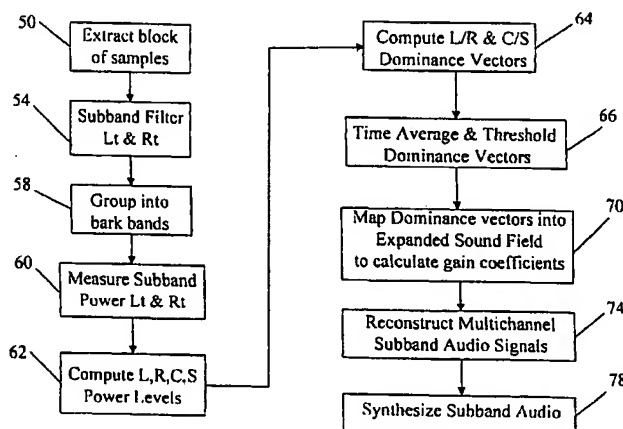 50
Extract block
of samples
54
Subband Filter
Lt & Rt
58
Group into
bark bands
60
Measure Subband
Power Lt & Rt
62
Compute L,R,C,S
Power Levels
64
Compute L/R & C/S
Dominance Vectors
66
Time Average & Threshold
Dominance Vectors
70
Map Dominance vectors into
Expanded Sound Field
to calculate gain coefficients
74
Reconstruct Multichannel
Subband Audio Signals
78
Synthesize Subband Audio